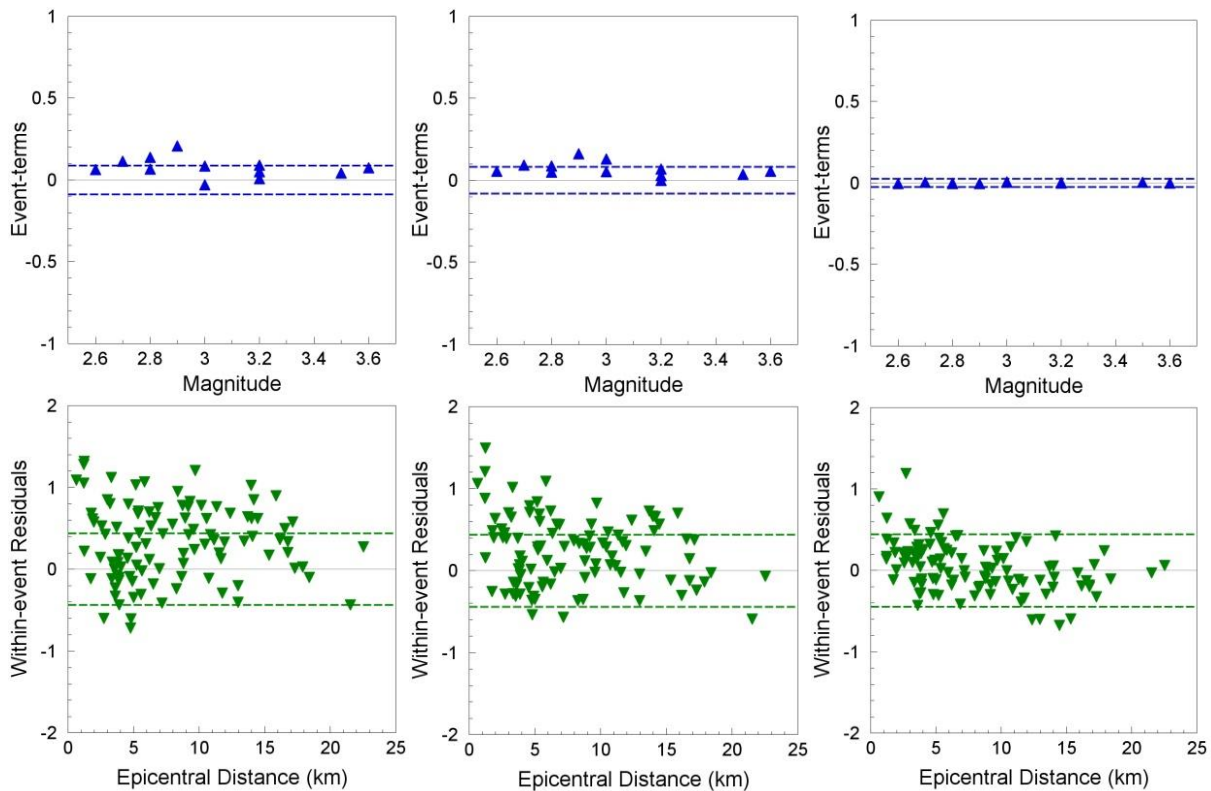 1
0.5
0
-0.5
-1
Event-terms
2.6 2.8 3 3.2 3.4 3.6
Magnitude
1
0.5
0
-0.5
-1
Event-terms
2.6 2.8 3 3.2 3.4 3.6
Magnitude
1
0.5
0
-0.5
-1
Event-terms
2.6 2.8 3 3.2 3.4 3.6
Magnitude
2
1
0
-1
-2
Within-event Residuals
0 5 10 15 20 25
Epicentral Distance (km)
2
1
0
-1
-2
Within-event Residuals
0 5 10 15 20 25
Epicentral Distance (km)
2
1
0
-1
-2
Within-event Residuals
0 5 10 15 20 25
Epicentral Distance (km)